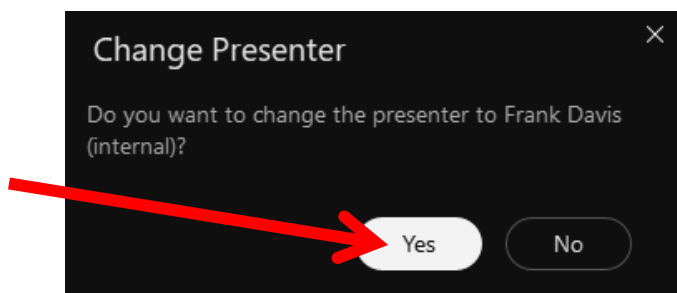 Change Presenter
Do you want to change the presenter to Frank Davis
(internal)?
Yes
No